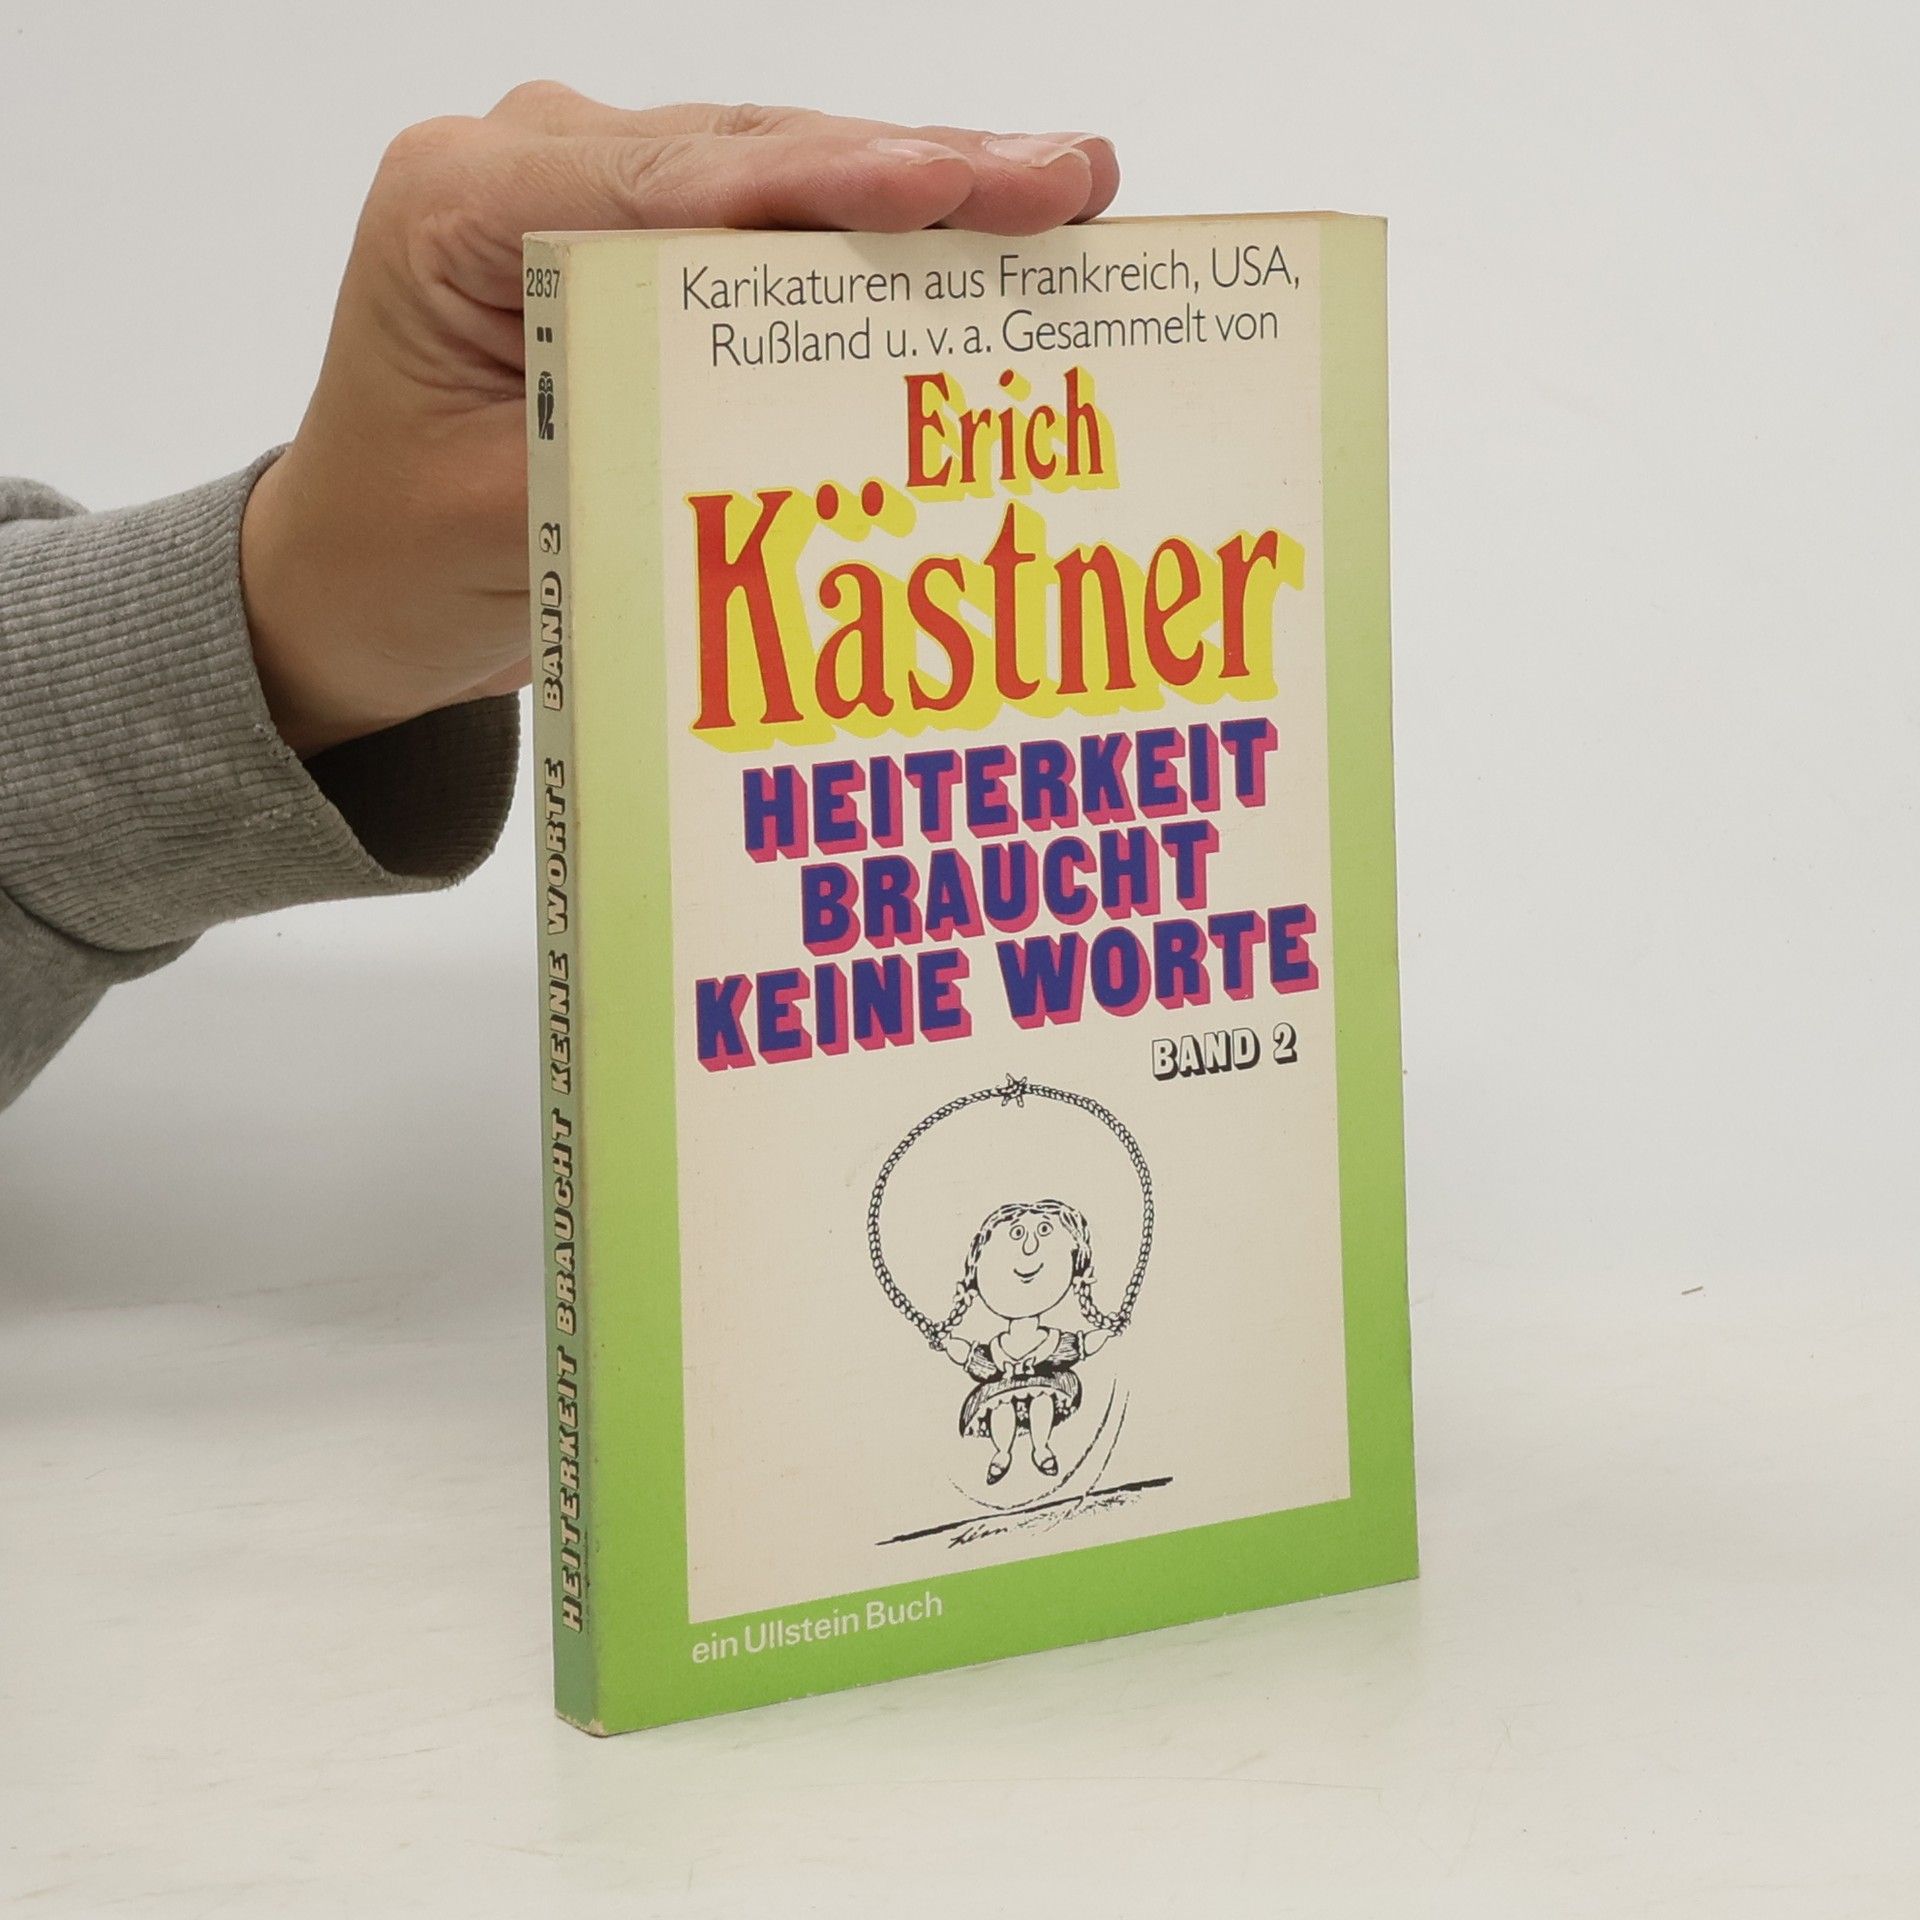 2837
HEITERKEIT BRAUCHT KEINE WORTE BAND 2
Karikaturen aus Frankreich, USA,
Rußland u. v. a. Gesammelt von
Erich
Kästner
HEITERKEIT
BRAUCHT
KEINE WORTE
BAND 2
ein Ullstein Buch